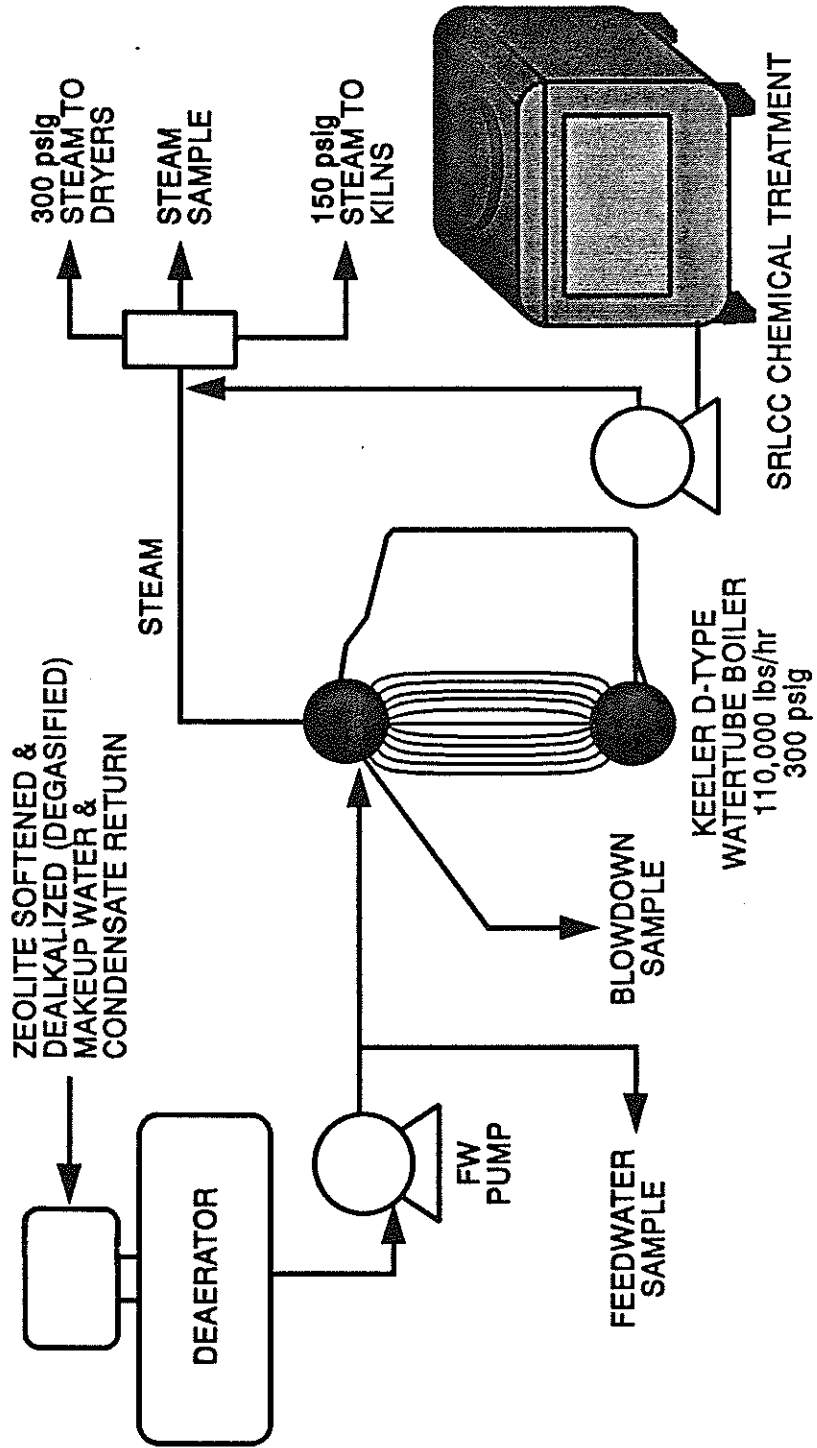 ZEOLITE SOFTENED &
DEALKALIZED (DEGASIFIED)
MAKEUP WATER &
CONDENSATE RETURN
DEAERATOR
FW
PUMP
FEEDWATER
SAMPLE
BLOWDOWN
SAMPLE
STEAM
KEELER D-TYPE
WATERTUBE BOILER
110,000 lbs/hr
300 psig
300 psig
STEAM TO
DRYERS
STEAM
SAMPLE
150 psig
STEAM TO
KILNS
SRLCC CHEMICAL TREATMENT